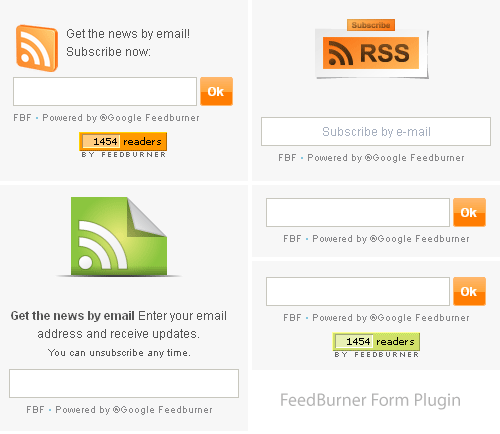 Get the news by email!
Subscribe now:
Ok
FBF - Powered by ®Google Feedburner
1454 readers
BY FEEDBURNER
Subscribe
RSS
Subscribe by e-mail
FBF - Powered by ®Google Feedburner
Get the news by email Enter your email
address and receive updates.
You can unsubscribe any time.
FBF - Powered by ®Google Feedburner
Ok
FBF - Powered by ®Google Feedburner
Ok
FBF - Powered by ®Google Feedburner
1454 readers
BY FEEDBURNER
FeedBurner Form Plugin